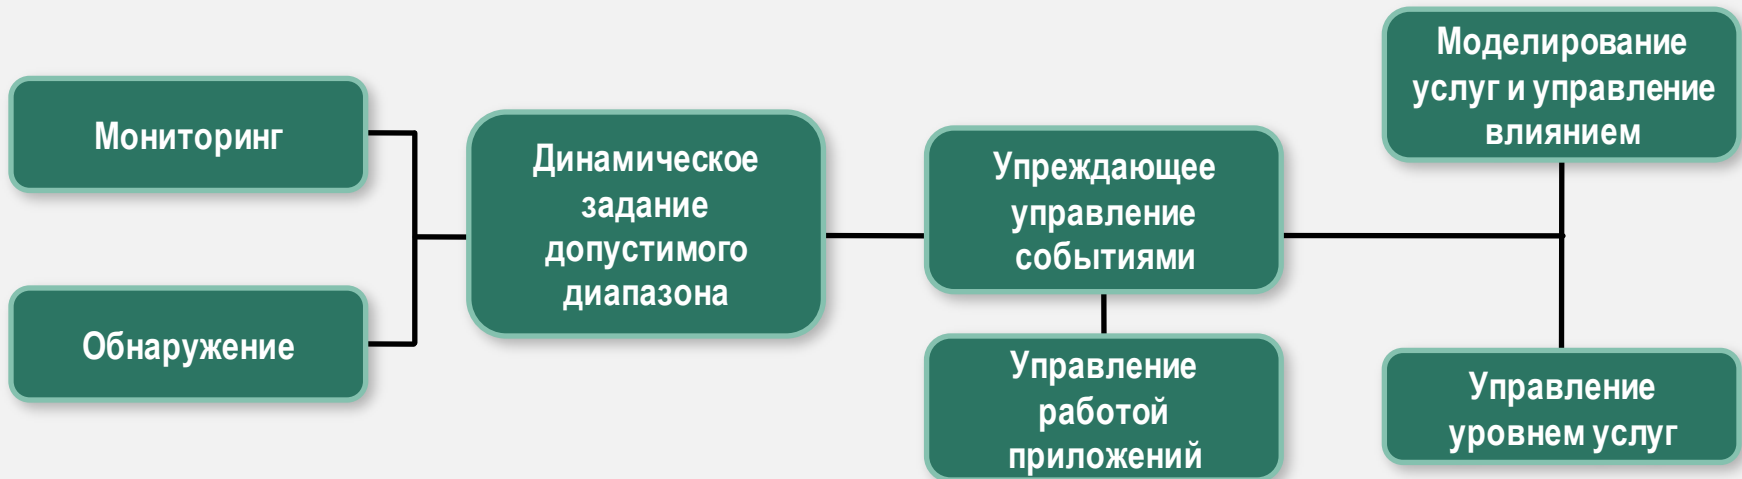 Мониторинг
Обнаружение
Динамическое
задание
допустимого
диапазона
Упреждающее
управление
событиями
Управление
работой
приложений
Моделирование
услуг и управление
влиянием
Управление
уровнем услуг